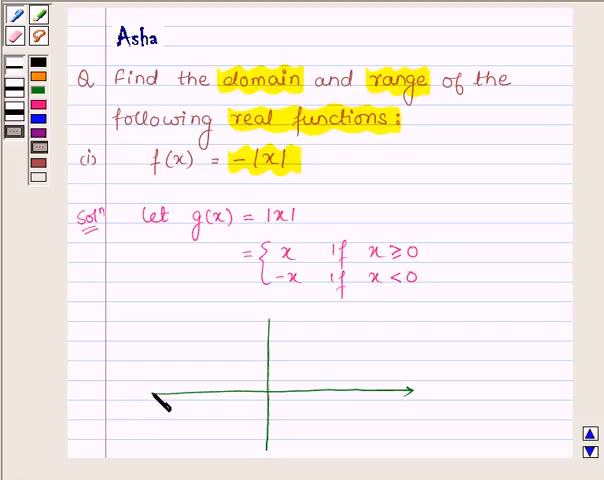 Asha
Q Find the domain and range of the
following real functions:
(i) f(x) = -|x|
Solⁿ Let g(x) = |x|
= { x if x ≥ 0
-x if x < 0